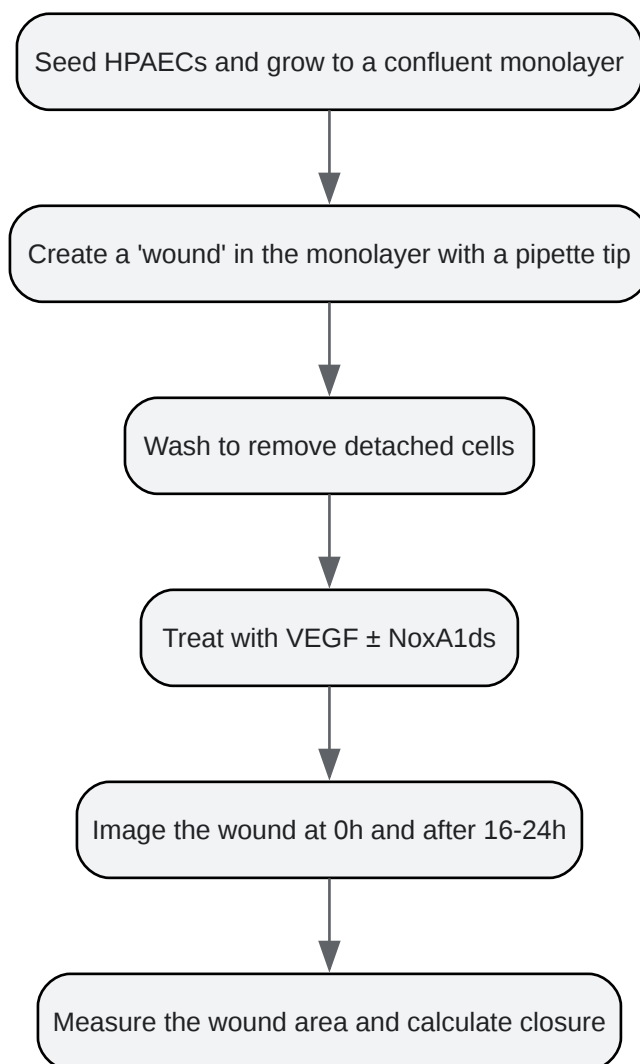 Seed HPAECs and grow to a confluent monolayer
Create a 'wound' in the monolayer with a pipette tip
Wash to remove detached cells
Treat with VEGF ± NoxA1ds
Image the wound at 0h and after 16-24h
Measure the wound area and calculate closure